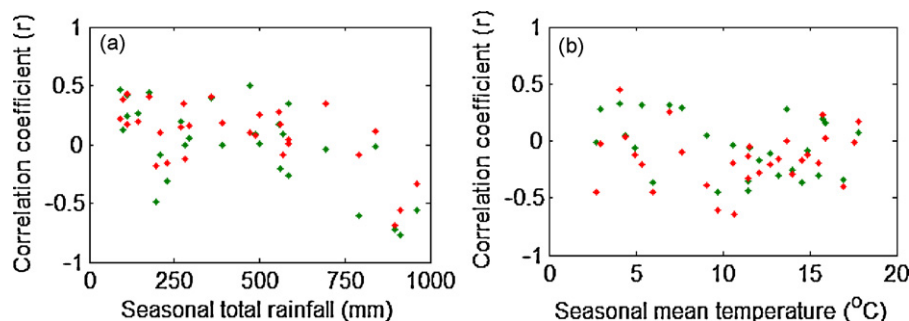 (a)
Correlation coefficient (r)
1
0.5
0
−0.5
−1
0 250 500 750 1000
Seasonal total rainfall (mm)
(b)
Correlation coefficient (r)
1
0.5
0
−0.5
−1
0 5 10 15 20
Seasonal mean temperature (°C)